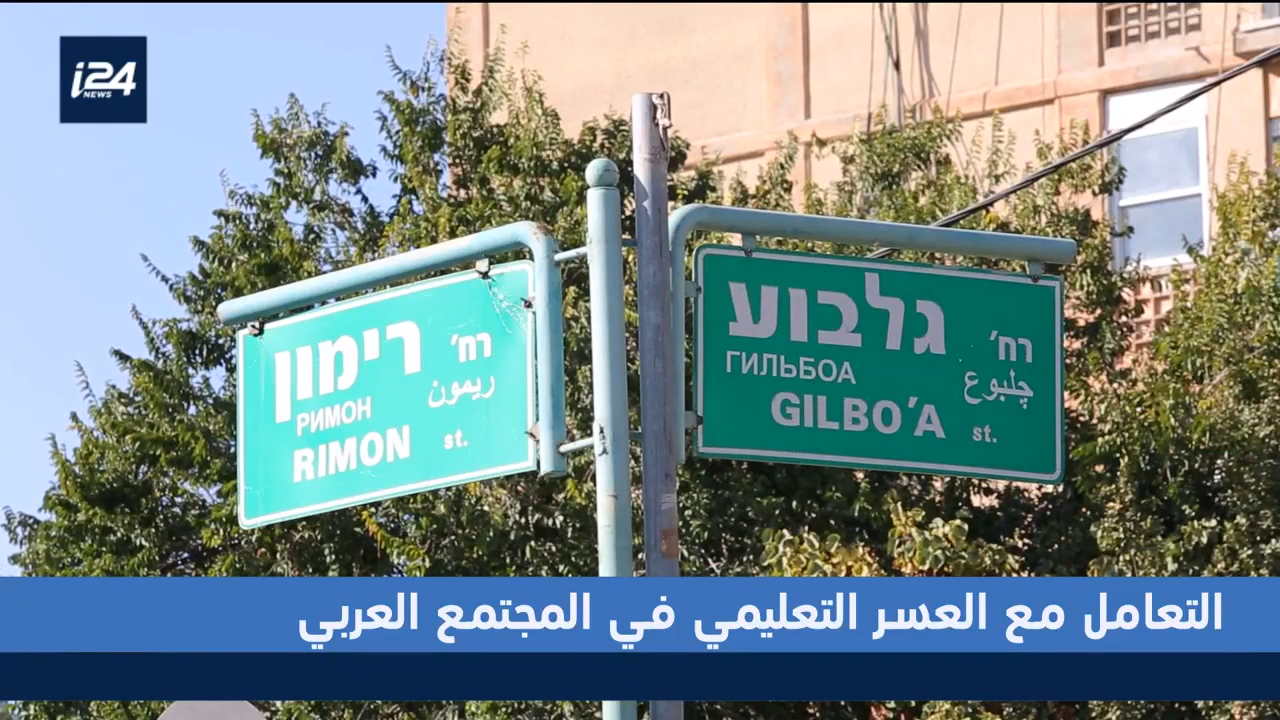 i24
NEWS
רח' רימון
ريمون
РИМОН
RIMON st.
רח' גלבוע
چلبوع
ГИЛЬБОА
GILBO'A st.
التعامل مع العسر التعليمي في المجتمع العربي